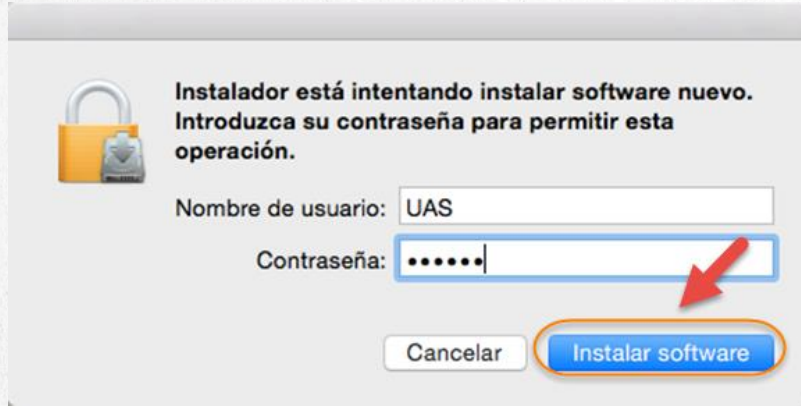 Instalador está intentando instalar software nuevo.
Introduzca su contraseña para permitir esta
operación.
Nombre de usuario: UAS
Contraseña: ••••••
Cancelar Instalar software